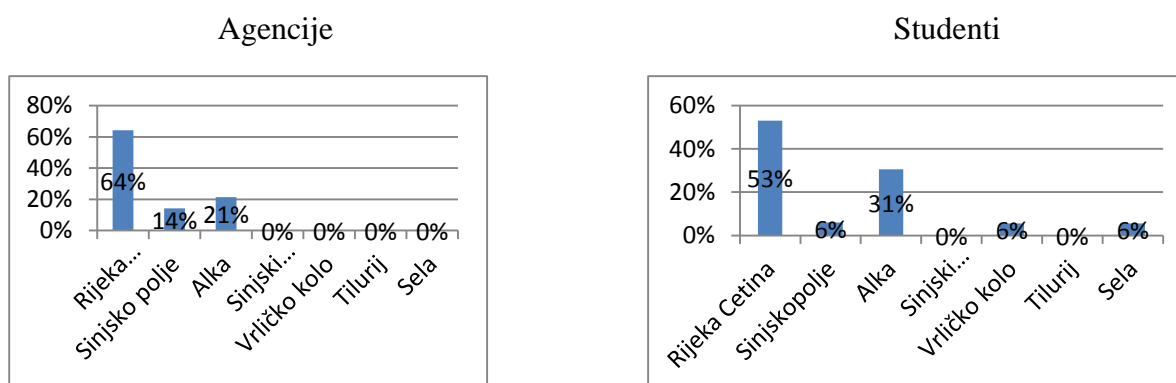 Agencije
80%
60%
40%
20%
0%
64%
14%
21%
0%
0%
0%
0%
Rijeka...
Sinjsko polje
Alka
Sinjski...
Vrličko kolo
Tilurij
Sela
Studenti
60%
40%
20%
0%
53%
6%
31%
0%
6%
0%
6%
Rijeka Cetina
Sinjskopolje
Alka
Sinjski...
Vrličko kolo
Tilurij
Sela